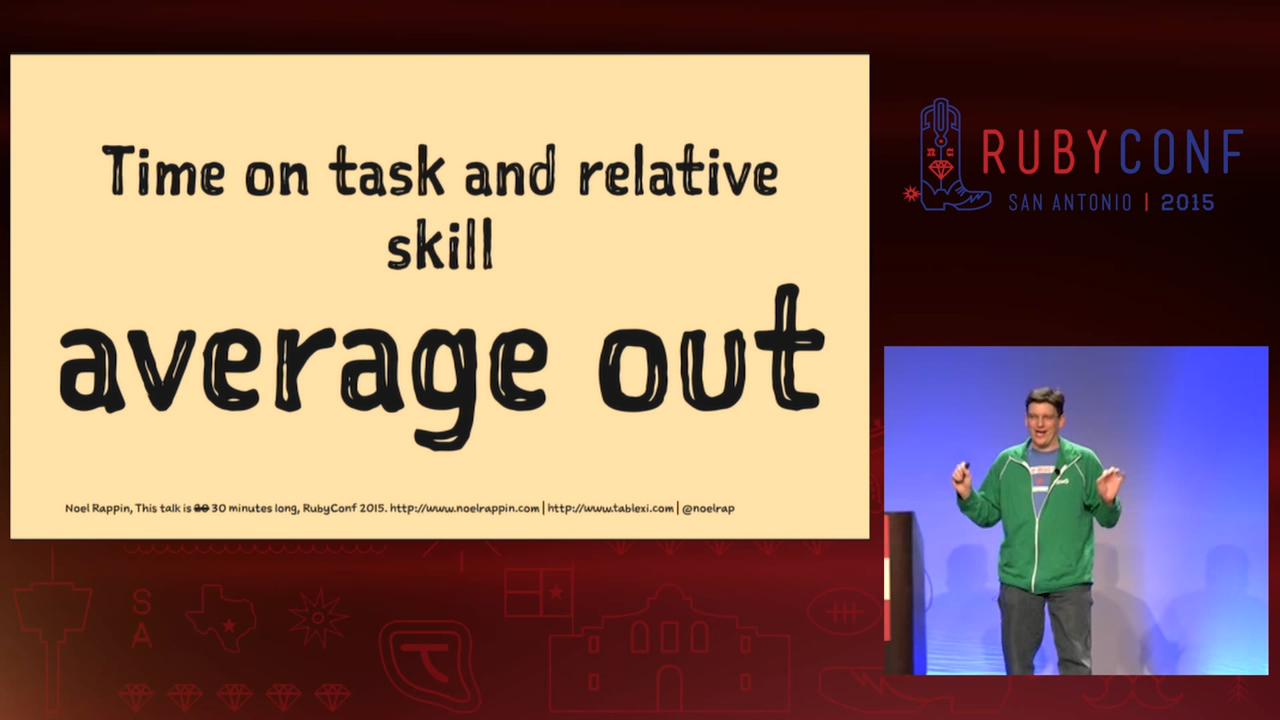 Time on task and relative
skill
average out
Noel Rappin, This talk is 20 30 minutes long, RubyConf 2015. http://www.noelrappin.com | http://www.tablexi.com | @noelrap
RUBYCONF
SAN ANTONIO | 2015
S
A